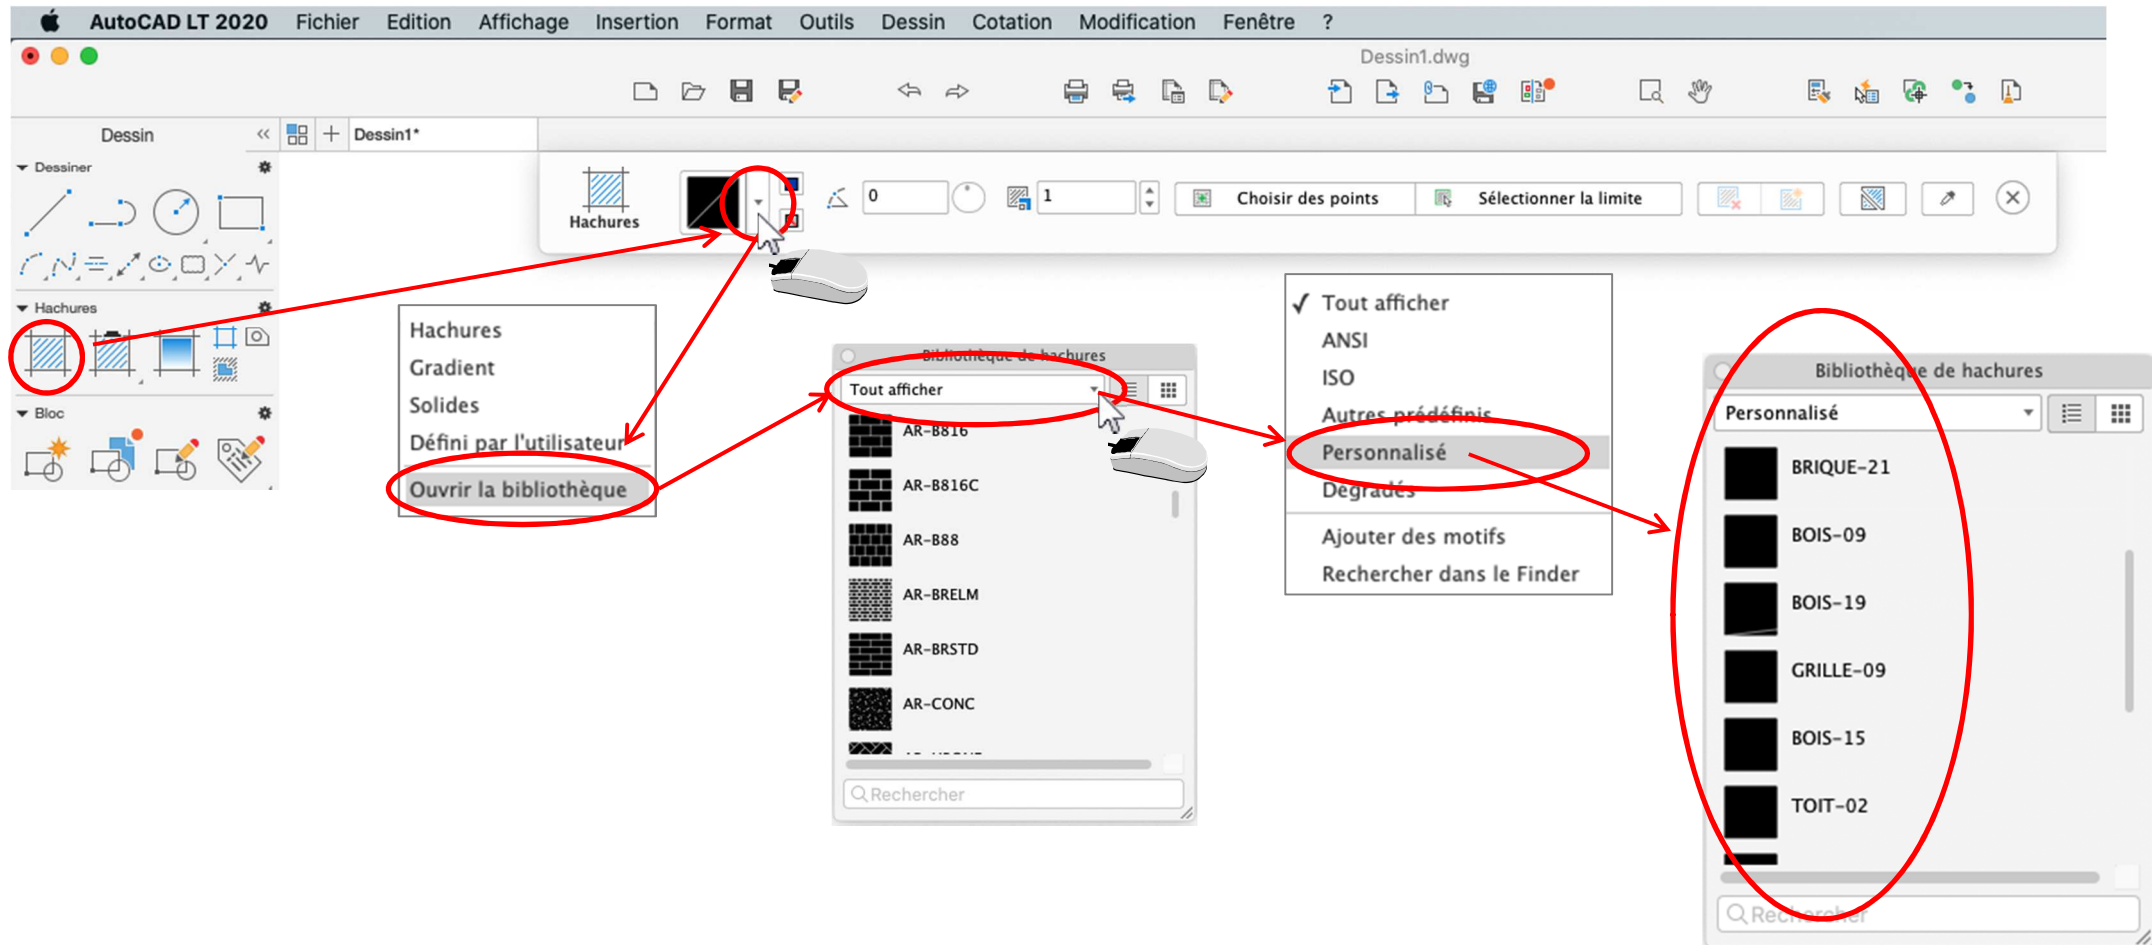 AutoCAD LT 2020 Fichier Edition Affichage Insertion Format Outils Dessin Cotation Modification Fenêtre ?
Dessin1.dwg
Dessin
Dessin1*
Dessiner
Hachures
0
1
Choisir des points
Sélectionner la limite
Hachures
Bloc
Hachures
Gradient
Solides
Défini par l'utilisateur
Ouvrir la bibliothèque
Bibliothèque de hachures
Tout afficher
AR-B816
AR-B816C
AR-B88
AR-BRELM
AR-BRSTD
AR-CONC
Rechercher
Tout afficher
ANSI
ISO
Autres prédéfinis
Personnalisé
Dégradés
Ajouter des motifs
Rechercher dans le Finder
Bibliothèque de hachures
Personnalisé
BRIQUE-21
BOIS-09
BOIS-19
GRILLE-09
BOIS-15
TOIT-02
Rechercher